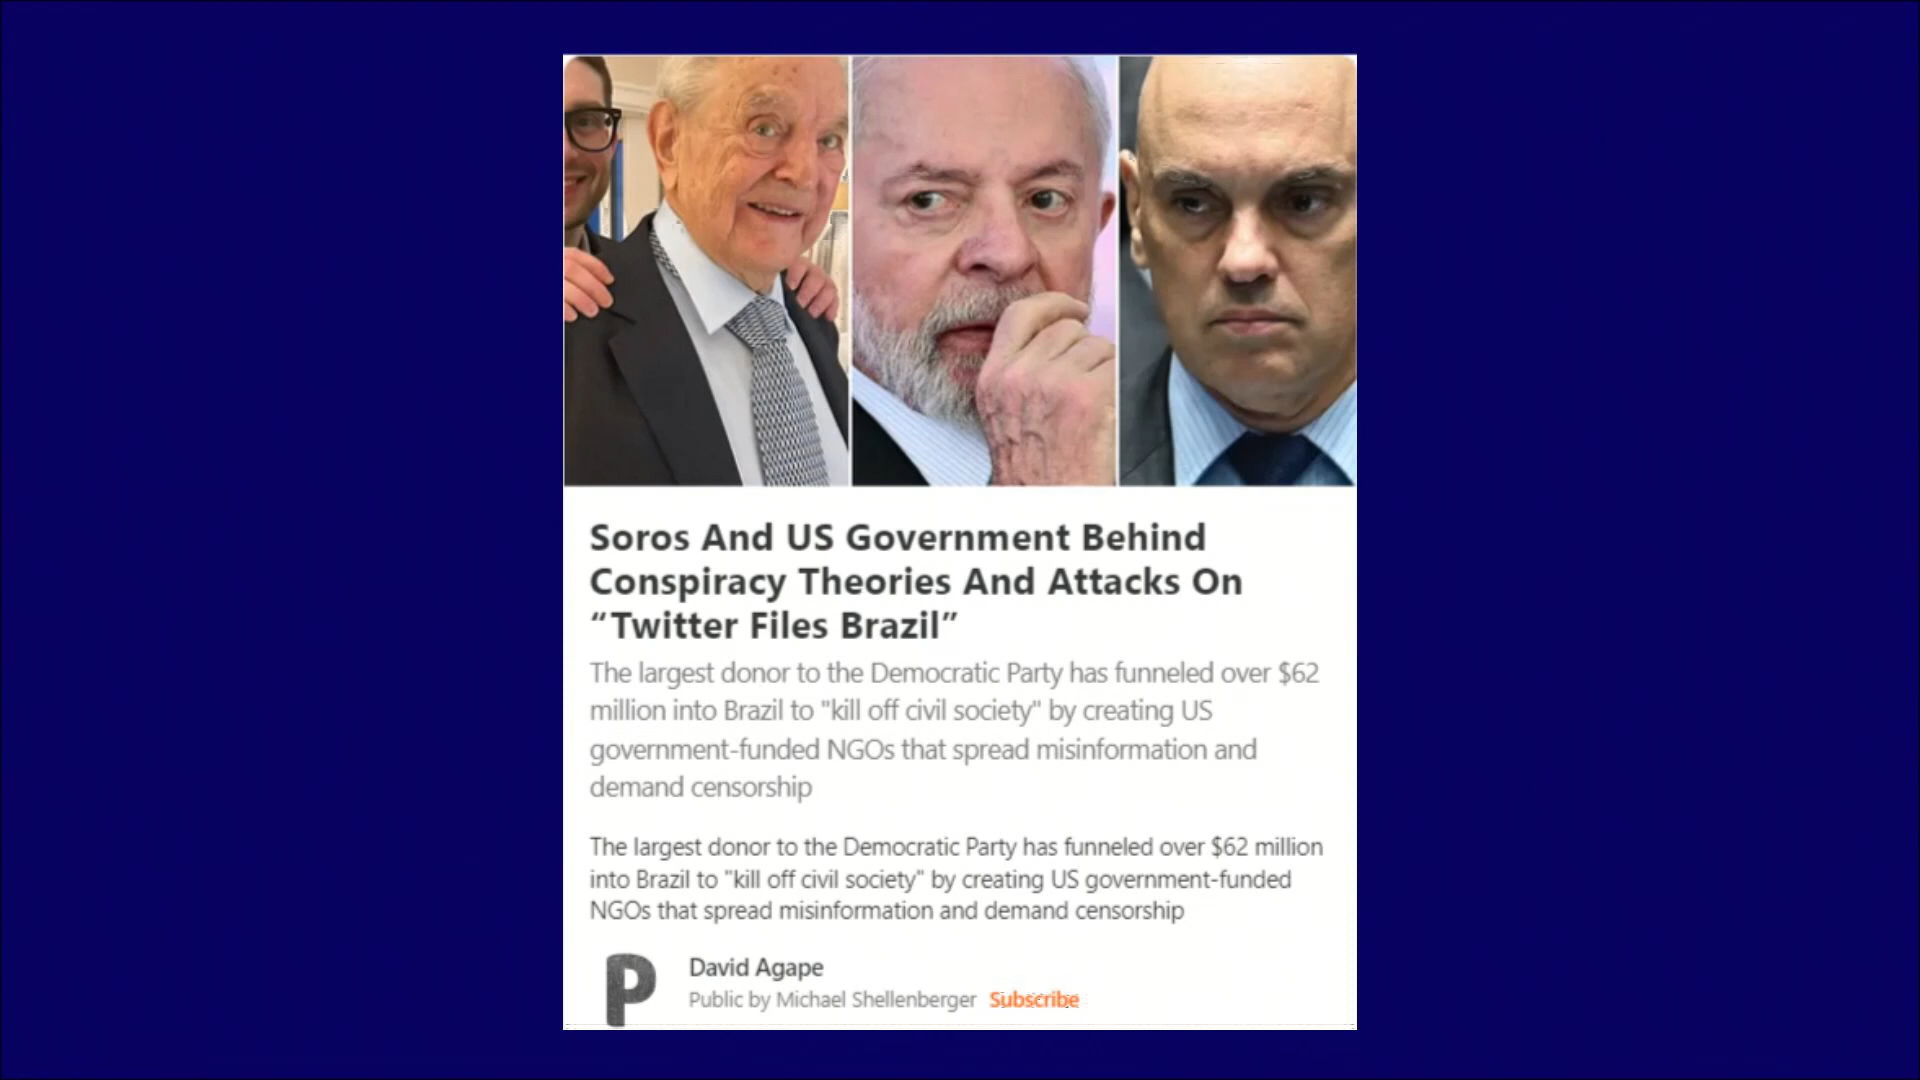 Soros And US Government Behind
Conspiracy Theories And Attacks On
“Twitter Files Brazil”
The largest donor to the Democratic Party has funneled over $62
million into Brazil to "kill off civil society" by creating US
government-funded NGOs that spread misinformation and
demand censorship
The largest donor to the Democratic Party has funneled over $62 million
into Brazil to "kill off civil society" by creating US government-funded
NGOs that spread misinformation and demand censorship
P
David Agape
Public by Michael Shellenberger Subscribe